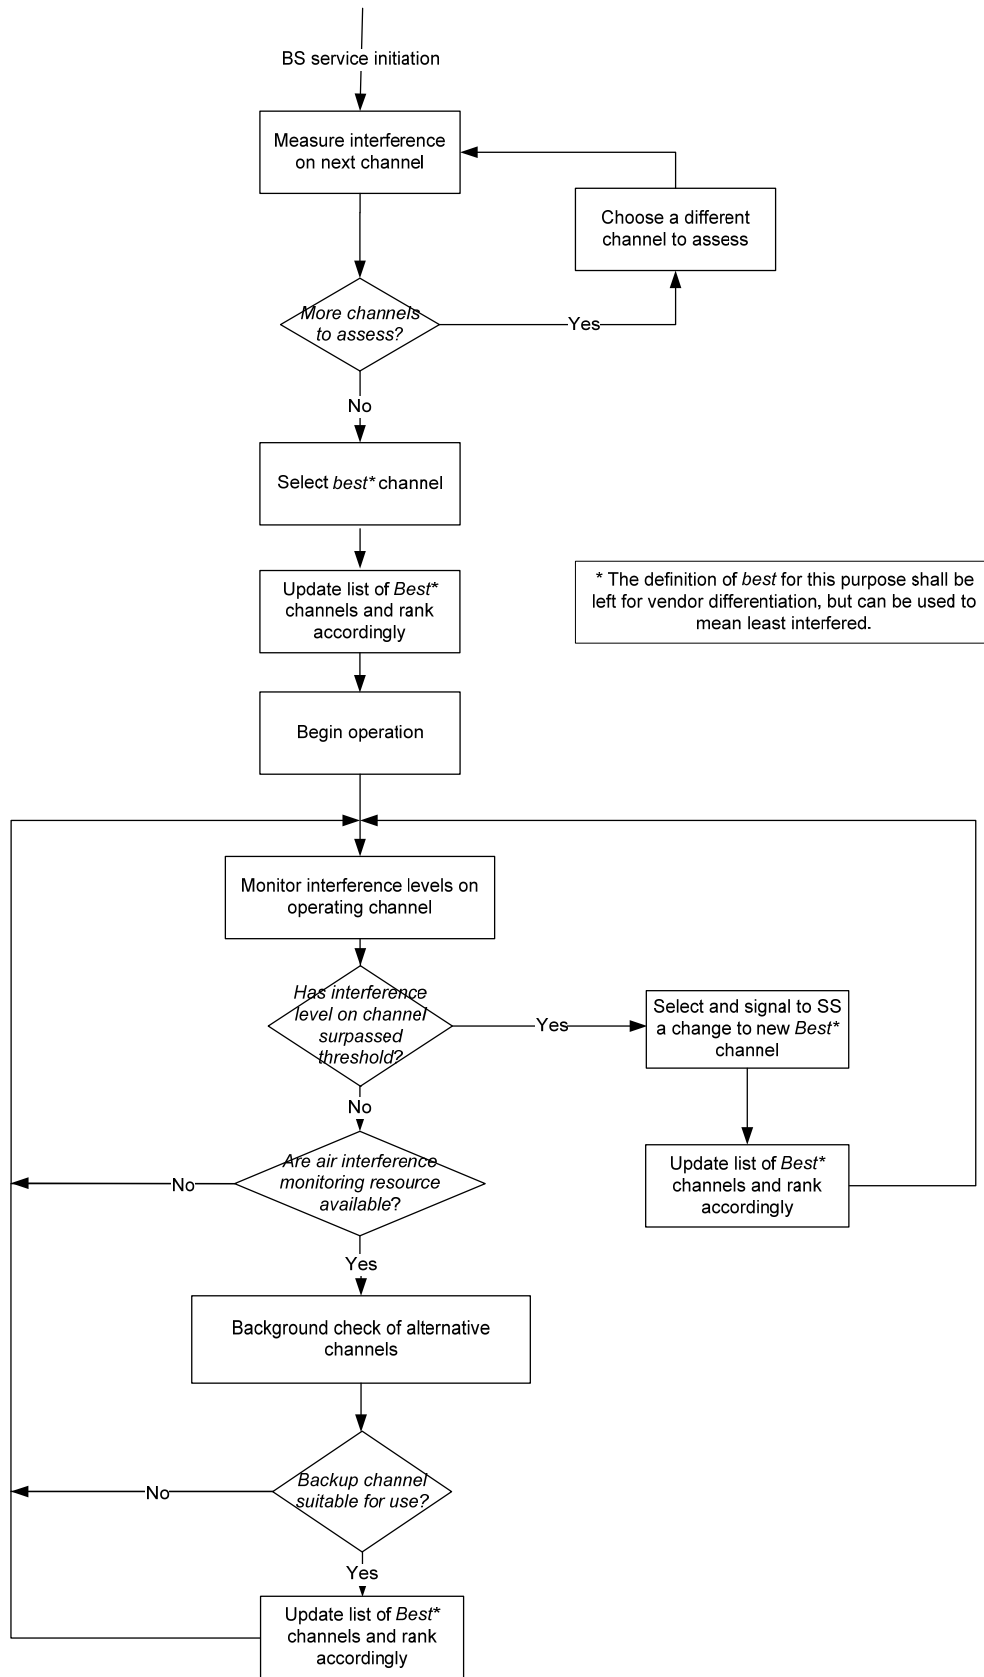 BS service initiation
Measure interference
on next channel
Choose a different
channel to assess
More channels
to assess?
Yes
No
Select best* channel
Update list of Best*
channels and rank
accordingly
* The definition of best for this purpose shall be
left for vendor differentiation, but can be used to
mean least interfered.
Begin operation
Monitor interference levels on
operating channel
Has interference
level on channel
surpassed
threshold?
Yes
Select and signal to SS
a change to new Best*
channel
No
Are air interference
monitoring resource
available?
No
Update list of Best*
channels and rank
accordingly
Yes
Background check of alternative
channels
Backup channel
suitable for use?
No
Yes
Update list of Best*
channels and rank
accordingly